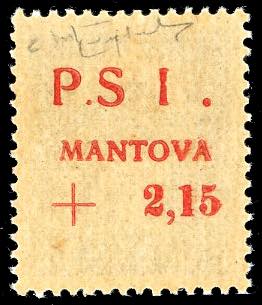 P.S I .
MANTOVA
+ 2,15